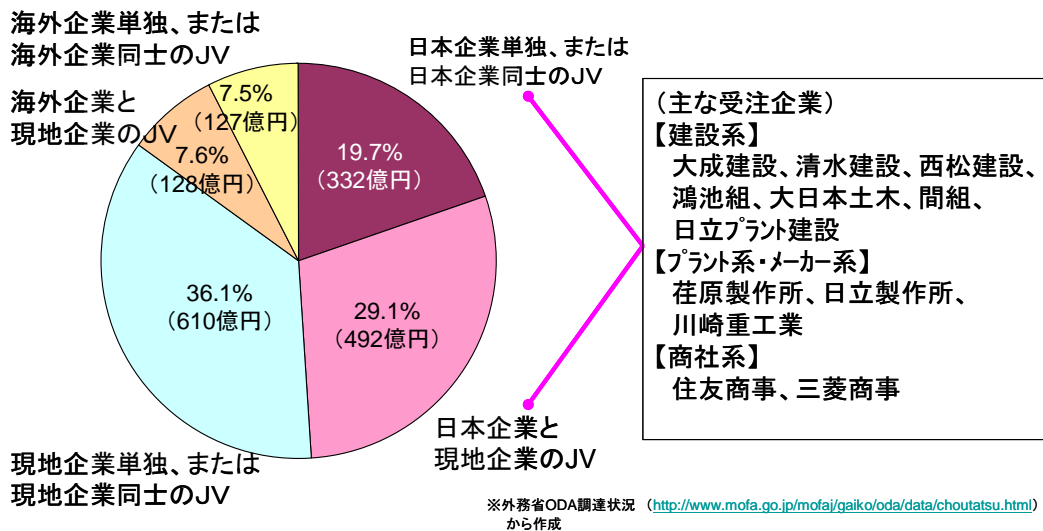 海外企業単独、または
海外企業同士のJV
日本企業単独、または
日本企業同士のJV
海外企業と
現地企業のJV
7.5%
（127億円）
7.6%
（128億円）
19.7%
（332億円）
36.1%
（610億円）
29.1%
（492億円）
現地企業単独、または
現地企業同士のJV
日本企業と
現地企業のJV
（主な受注企業）
【建設系】
大成建設、清水建設、西松建設、
鴻池組、大日本土木、間組、
日立プラント建設
【プラント系・メーカー系】
荏原製作所、日立製作所、
川崎重工業
【商社系】
住友商事、三菱商事
※外務省ODA調達状況 （http://www.mofa.go.jp/mofaj/gaiko/oda/data/choutatsu.html）
から作成